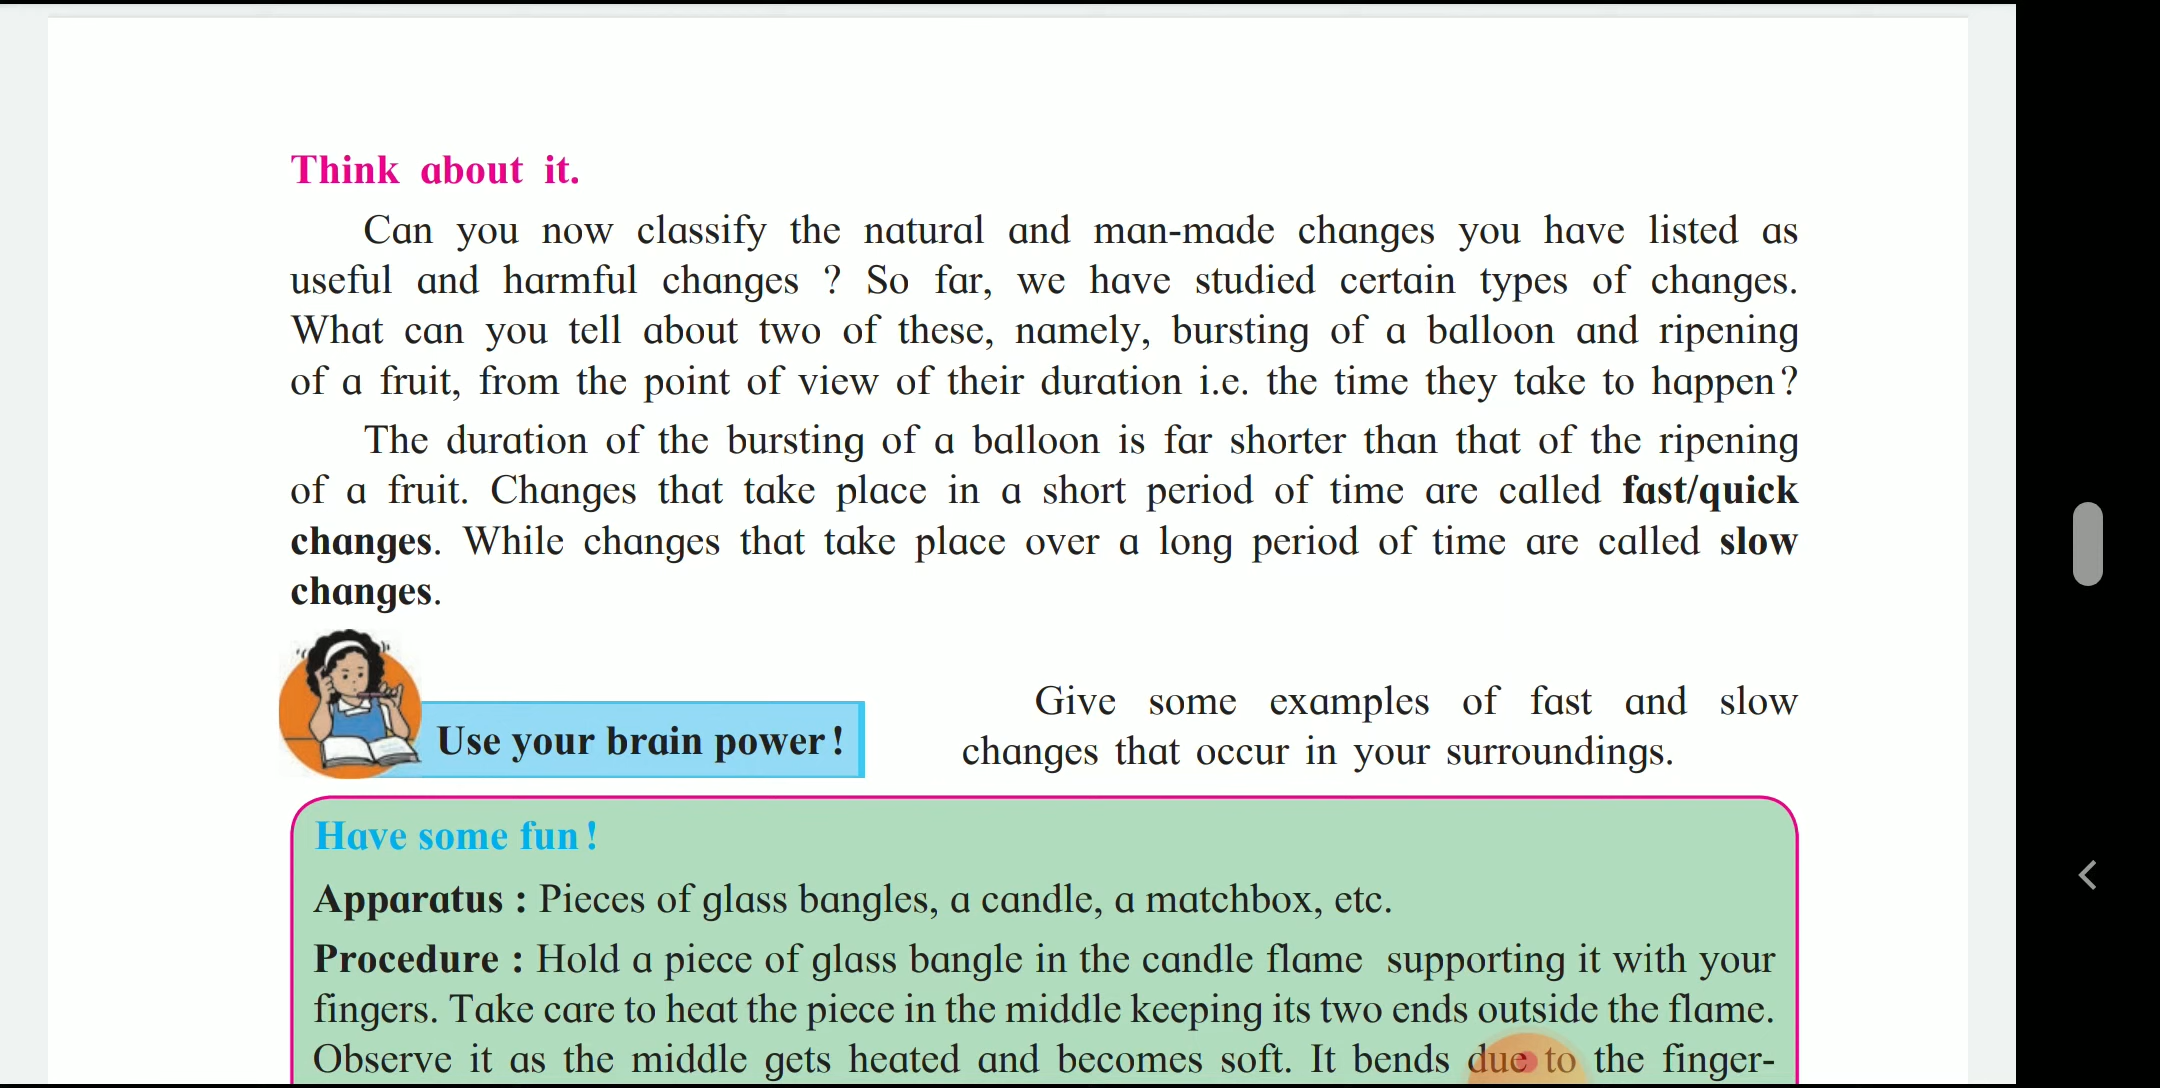 Think about it.
Can you now classify the natural and man-made changes you have listed as
useful and harmful changes ? So far, we have studied certain types of changes.
What can you tell about two of these, namely, bursting of a balloon and ripening
of a fruit, from the point of view of their duration i.e. the time they take to happen?
The duration of the bursting of a balloon is far shorter than that of the ripening
of a fruit. Changes that take place in a short period of time are called fast/quick
changes. While changes that take place over a long period of time are called slow
changes.
Use your brain power!
Give some examples of fast and slow
changes that occur in your surroundings.
Have some fun!
Apparatus : Pieces of glass bangles, a candle, a matchbox, etc.
Procedure : Hold a piece of glass bangle in the candle flame supporting it with your
fingers. Take care to heat the piece in the middle keeping its two ends outside the flame.
Observe it as the middle gets heated and becomes soft. It bends due to the finger-